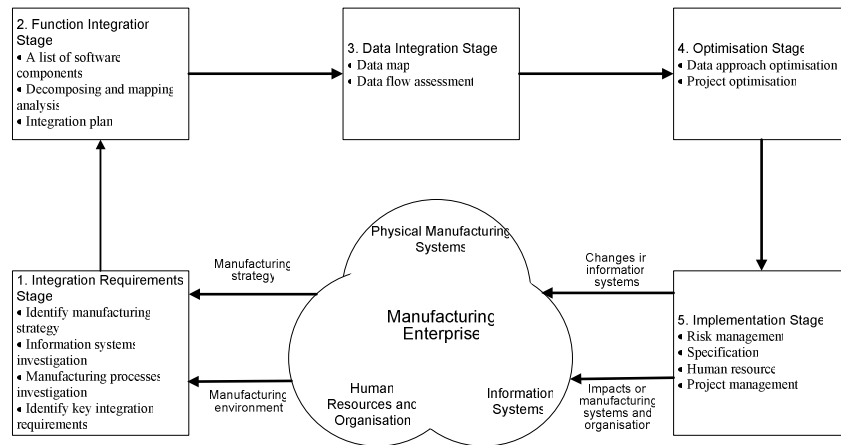 2. Function Integration
Stage
• A list of software
components
• Decomposing and mapping
analysis
• Integration plan
3. Data Integration Stage
• Data map
• Data flow assessment
4. Optimisation Stage
• Data approach optimisation
• Project optimisation
1. Integration Requirements
Stage
• Identify manufacturing
strategy
• Information systems
investigation
• Manufacturing processes
investigation
• Identify key integration
requirements
Manufacturing
strategy
Manufacturing
environment
Physical Manufacturing
Systems
Manufacturing
Enterprise
Human
Resources and
Organisation
Information
Systems
Changes in
information
systems
Impacts on
manufacturing
systems and
organisation
5. Implementation Stage
• Risk management
• Specification
• Human resource
• Project management